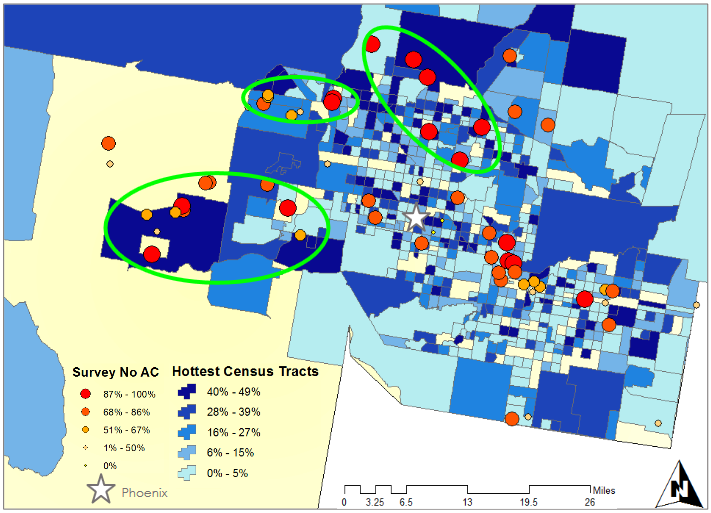 Survey No AC
87% - 100%
68% - 86%
51% - 67%
1% - 50%
0%
Phoenix
Hottest Census Tracts
40% - 49%
28% - 39%
16% - 27%
6% - 15%
0% - 5%
Miles
0 3.25 6.5 13 19.5 26
N